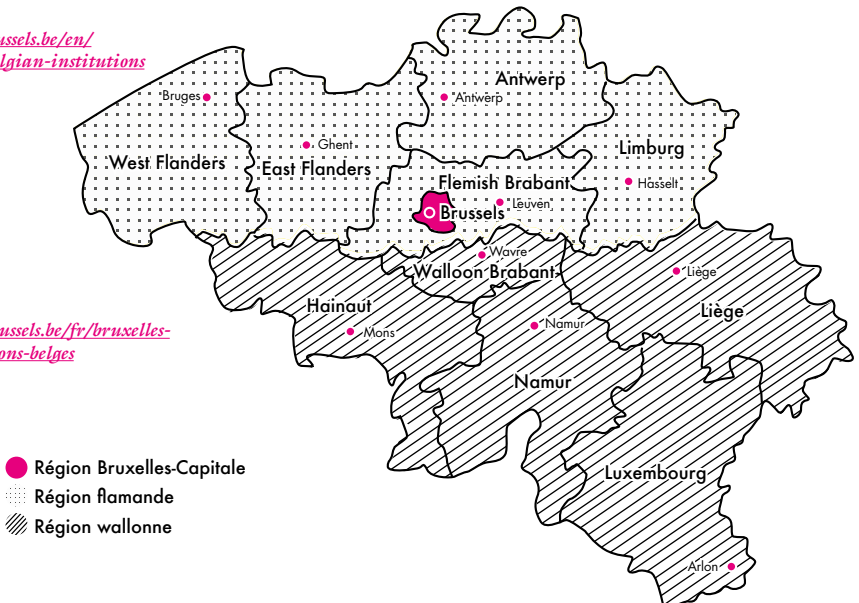 ussels.be/en/
lgian-institutions
Antwerp
Bruges
Antwerp
Ghent
Limburg
West Flanders
East Flanders
Flemish Brabant
Hasselt
Leuven
Brussels
Wavre
Walloon Brabant
Liège
Hainaut
Liège
Namur
Mons
ussels.be/fr/bruxelles-
ons-belges
Namur
Région Bruxelles-Capitale
Luxembourg
Région flamande
Région wallonne
Arlon